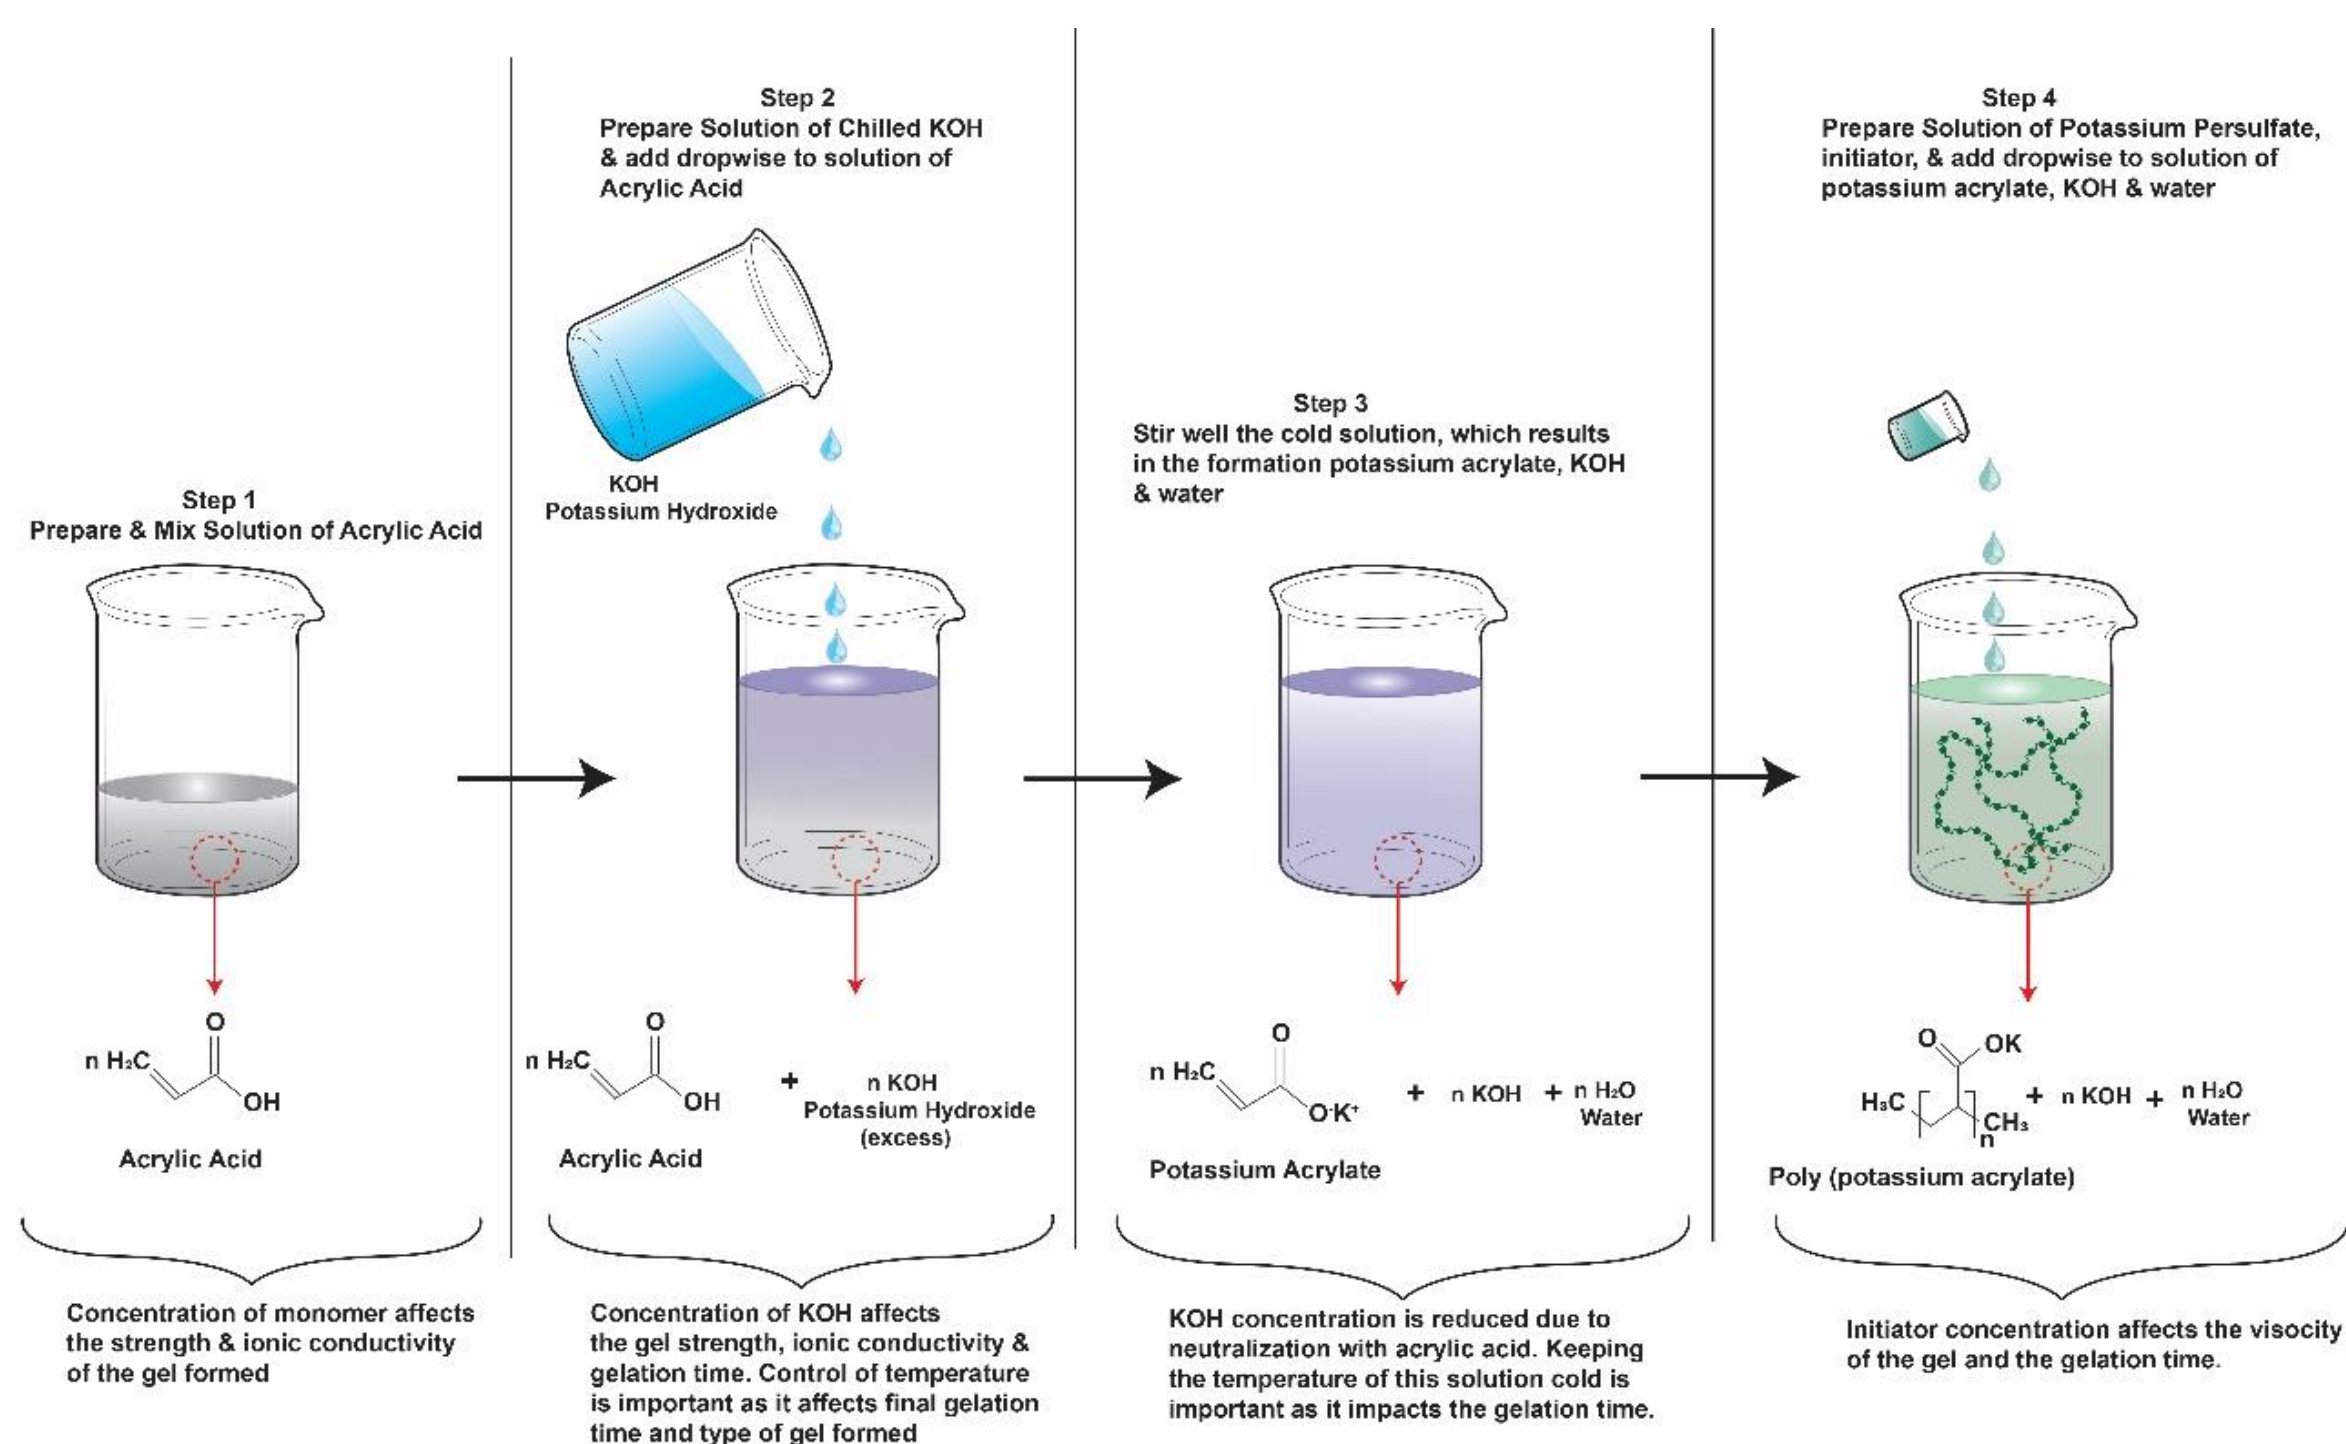 Step 1
Prepare & Mix Solution of Acrylic Acid
n H₂C
O
OH
Acrylic Acid
Concentration of monomer affects
the strength & ionic conductivity
of the gel formed
Step 2
Prepare Solution of Chilled KOH
& add dropwise to solution of
Acrylic Acid
KOH
Potassium Hydroxide
n H₂C
O
OH
Acrylic Acid
+
n KOH
Potassium Hydroxide
(excess)
Concentration of KOH affects
the gel strength, ionic conductivity &
gelation time. Control of temperature
is important as it affects final gelation
time and type of gel formed
Step 3
Stir well the cold solution, which results
in the formation potassium acrylate, KOH
& water
n H₂C
O
O⁻K⁺
Potassium Acrylate
+ n KOH + n H₂O
Water
KOH concentration is reduced due to
neutralization with acrylic acid. Keeping
the temperature of this solution cold is
important as it impacts the gelation time.
Step 4
Prepare Solution of Potassium Persulfate,
initiator, & add dropwise to solution of
potassium acrylate, KOH & water
O
OK
H₃C
CH₃
n
+ n KOH + n H₂O
Water
Poly (potassium acrylate)
Initiator concentration affects the visocity
of the gel and the gelation time.